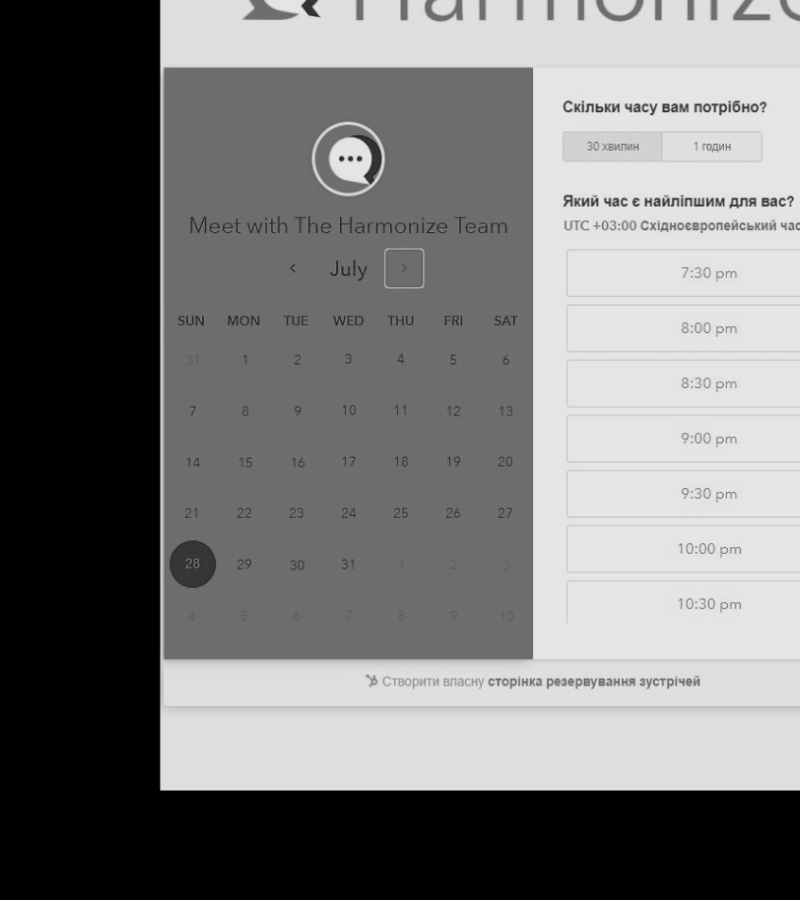 Harmonize
Meet with The Harmonize Team
July
SUN MON TUE WED THU FRI SAT
31 1 2 3 4 5 6
7 8 9 10 11 12 13
14 15 16 17 18 19 20
21 22 23 24 25 26 27
28 29 30 31 1 2 3
4 5 6 7 8 9 10
Скільки часу вам потрібно?
30 хвилин 1 годин
Який час є найліпшим для вас?
UTC +03:00 Східноєвропейський час
7:30 pm
8:00 pm
8:30 pm
9:00 pm
9:30 pm
10:00 pm
10:30 pm
Створити власну сторінка резервування зустрічей